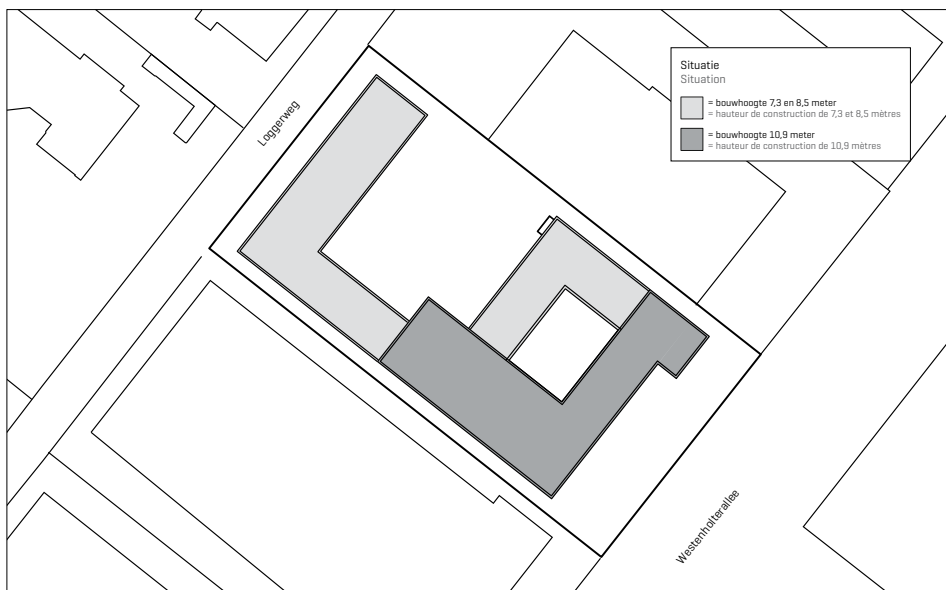 Situatie
Situation
= bouwhoogte 7,3 en 8,5 meter
= hauteur de construction de 7,3 et 8,5 mètres
= bouwhoogte 10,9 meter
= hauteur de construction de 10,9 mètres
Loggerweg
Westenholterallee